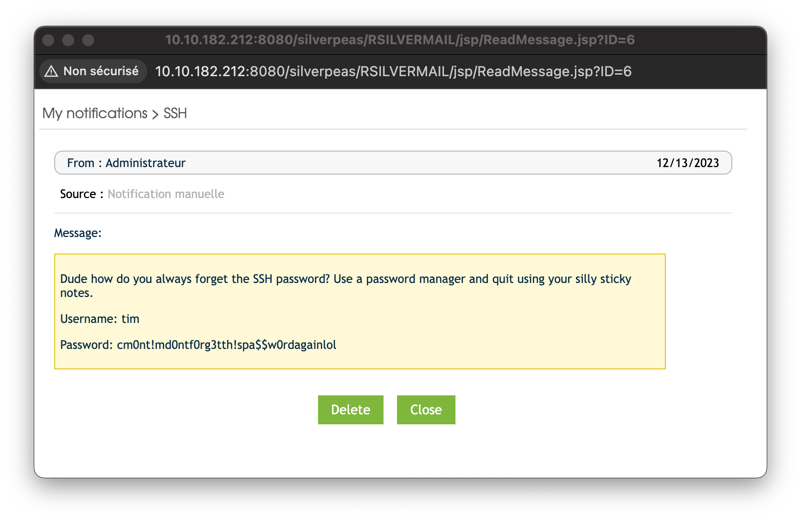 10.10.182.212:8080/silverpeas/RSILVERMAIL/jsp/ReadMessage.jsp?ID=6
Non sécurisé 10.10.182.212:8080/silverpeas/RSILVERMAIL/jsp/ReadMessage.jsp?ID=6
My notifications > SSH
From : Administrateur 12/13/2023
Source : Notification manuelle
Message:
Dude how do you always forget the SSH password? Use a password manager and quit using your silly sticky
notes.
Username: tim
Password: cm0nt!md0ntf0rg3tth!spa$$w0rdagainlol
Delete Close